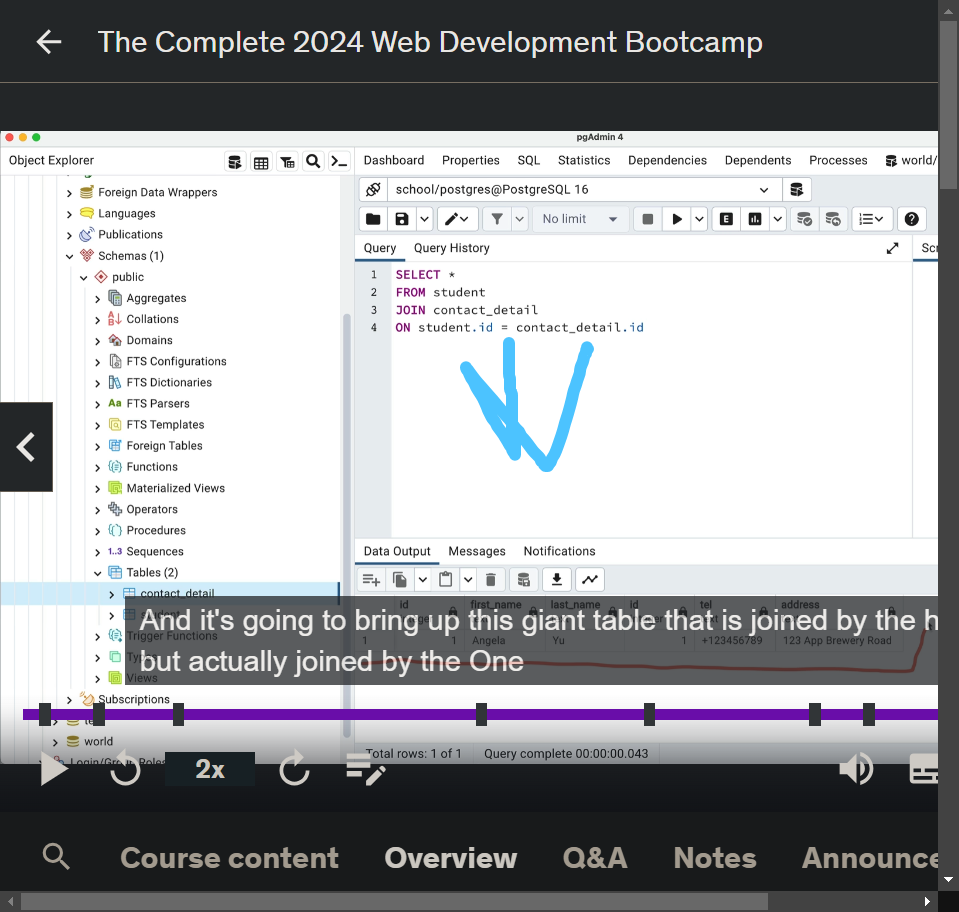 The Complete 2024 Web Development Bootcamp
pgAdmin 4
Object Explorer
Dashboard Properties SQL Statistics Dependencies Dependents Processes world/
school/postgres@PostgreSQL 16
No limit
Query Query History
1 SELECT *
2 FROM student
3 JOIN contact_detail
4 ON student.id = contact_detail.id
Foreign Data Wrappers
Languages
Publications
Schemas (1)
public
Aggregates
Collations
Domains
FTS Configurations
FTS Dictionaries
Aa FTS Parsers
FTS Templates
Foreign Tables
Functions
Materialized Views
Operators
Procedures
1..3 Sequences
Tables (2)
contact_detail
student
Trigger Functions
Views
Subscriptions
world
Login/Group Roles
Data Output Messages Notifications
id first_name last_name id tel address
1 1 Angela Yu 1 +123456789 123 App Brewery Road
And it's going to bring up this giant table that is joined by the h
but actually joined by the One
Total rows: 1 of 1 Query complete 00:00:00.043
2x
Course content Overview Q&A Notes Announce